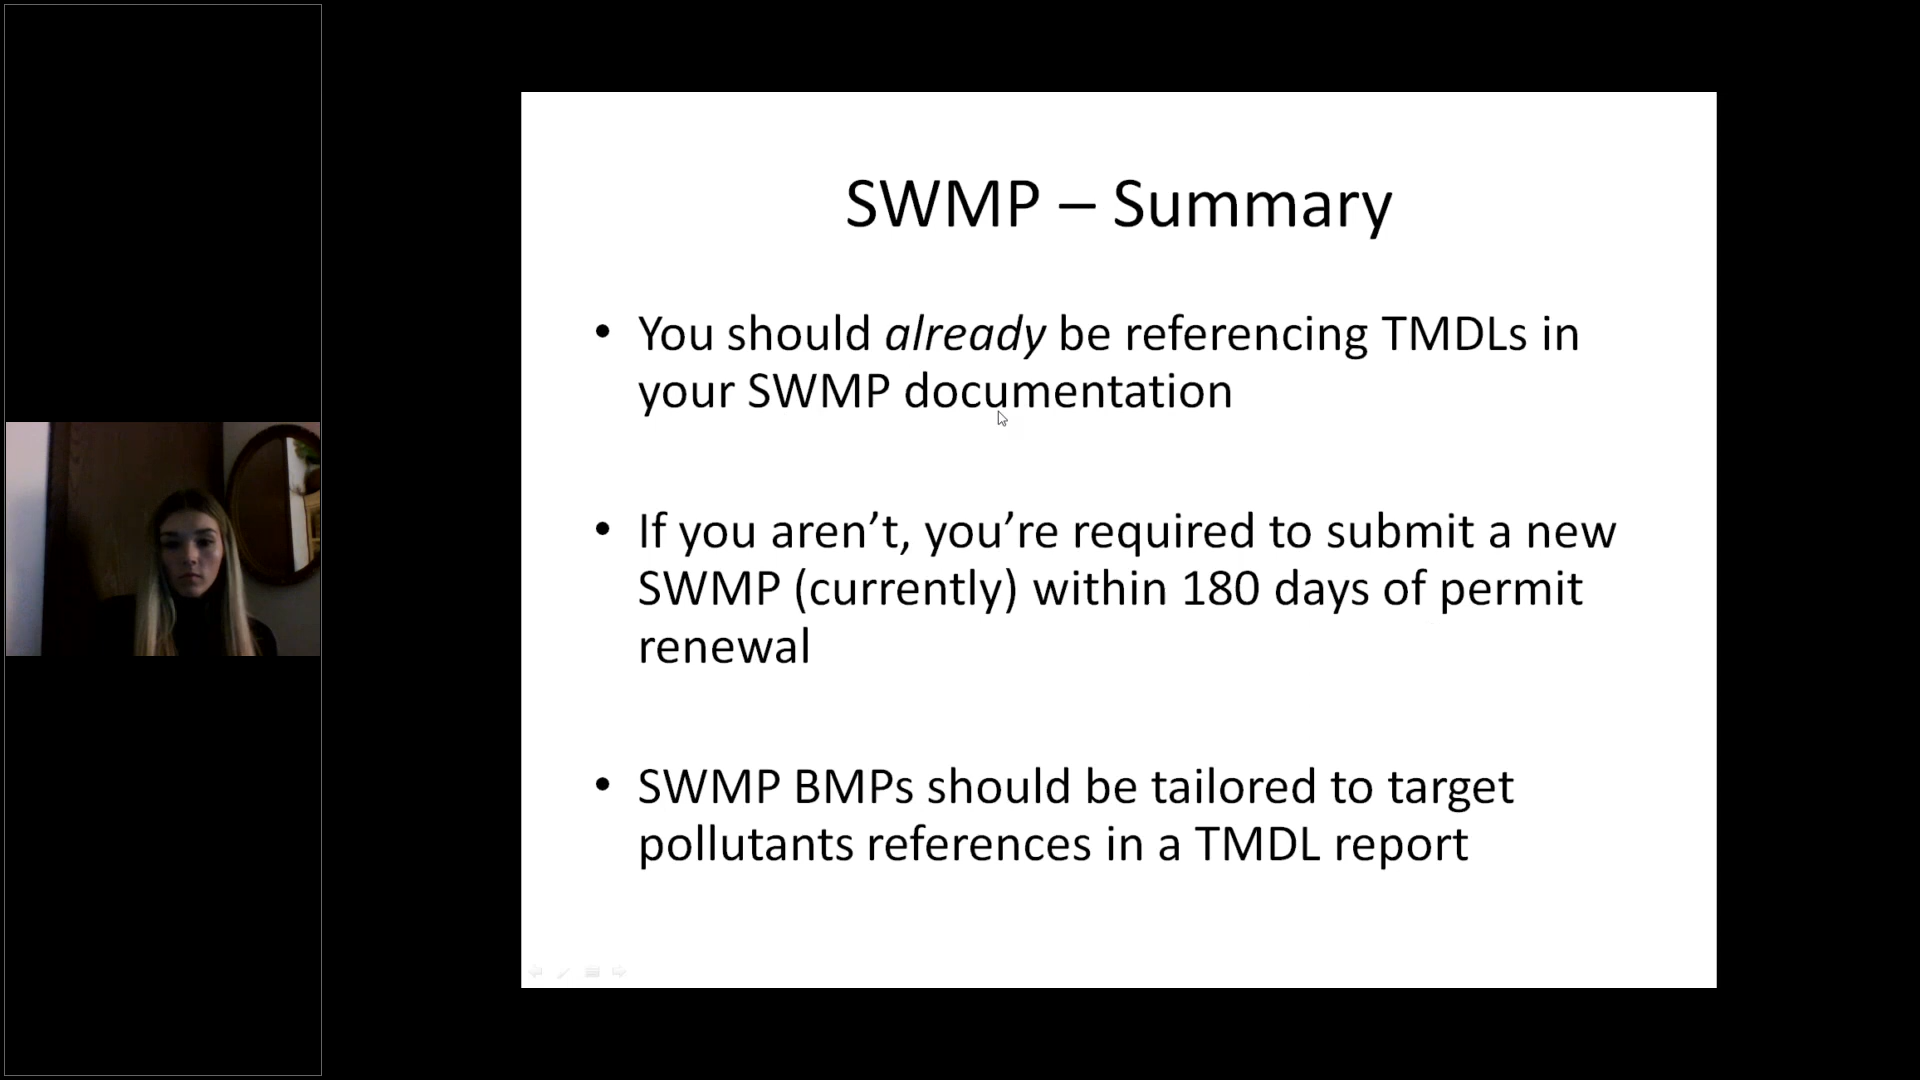 SWMP – Summary
• You should already be referencing TMDLs in
your SWMP documentation
• If you aren’t, you’re required to submit a new
SWMP (currently) within 180 days of permit
renewal
• SWMP BMPs should be tailored to target
pollutants references in a TMDL report